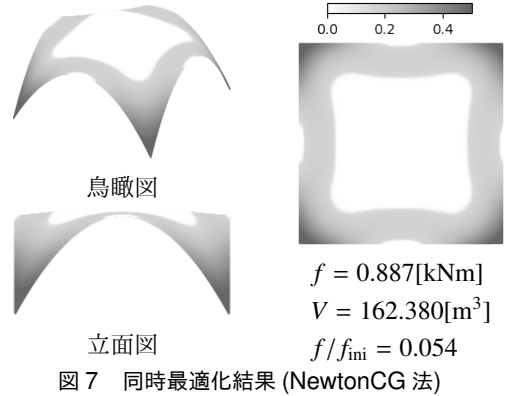 0.0 0.2 0.4
鳥瞰図
立面図
f = 0.887[kNm]
V = 162.380[m³]
f/f_ini = 0.054
図 7 同時最適化結果 (NewtonCG 法)